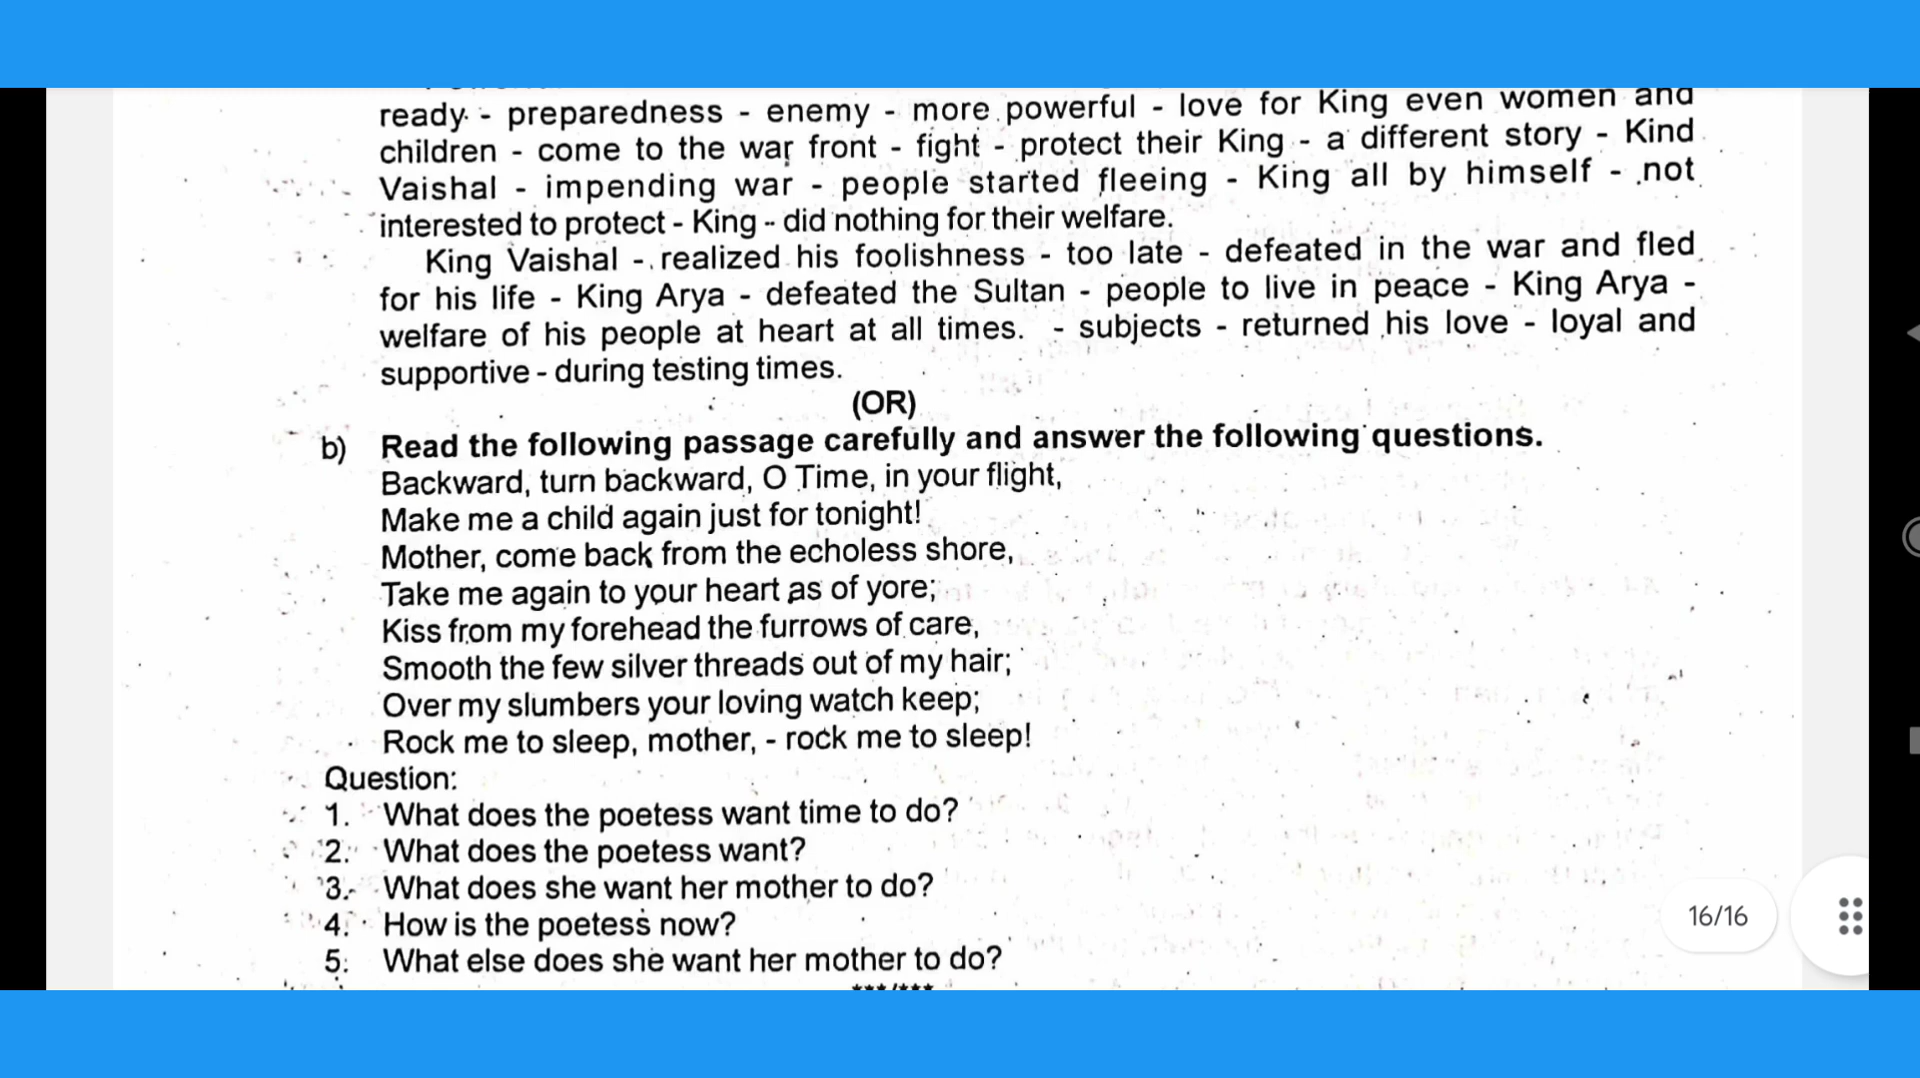 ready - preparedness - enemy - more powerful - love for King even women and
children - come to the war front - fight - protect their King - a different story - Kind
Vaishal - impending war - people started fleeing - King all by himself - not
interested to protect - King - did nothing for their welfare.
King Vaishal - realized his foolishness - too late - defeated in the war and fled
for his life - King Arya - defeated the Sultan - people to live in peace - King Arya -
welfare of his people at heart at all times. - subjects - returned his love - loyal and
supportive - during testing times.
(OR)
b) Read the following passage carefully and answer the following questions.
Backward, turn backward, O Time, in your flight,
Make me a child again just for tonight!
Mother, come back from the echoless shore,
Take me again to your heart as of yore;
Kiss from my forehead the furrows of care,
Smooth the few silver threads out of my hair;
Over my slumbers your loving watch keep;
Rock me to sleep, mother, - rock me to sleep!
Question:
1. What does the poetess want time to do?
2. What does the poetess want?
3. What does she want her mother to do?
4. How is the poetess now?
5. What else does she want her mother to do?
16/16